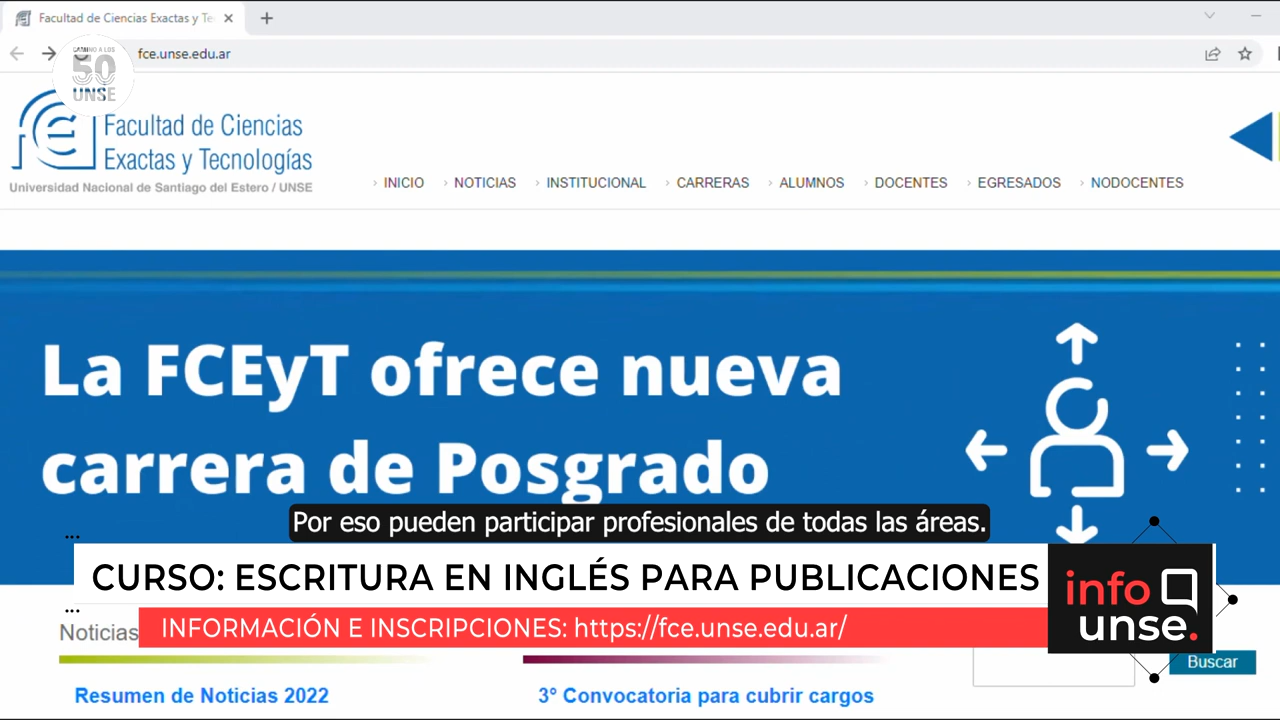 Facultad de Ciencias Exactas y Te
fce.unse.edu.ar
CAMINO A LOS
50
UNSE
Facultad de Ciencias
Exactas y Tecnologías
Universidad Nacional de Santiago del Estero / UNSE
INICIO
NOTICIAS
INSTITUCIONAL
CARRERAS
ALUMNOS
DOCENTES
EGRESADOS
NODOCENTES
La FCEyT ofrece nueva
carrera de Posgrado
Por eso pueden participar profesionales de todas las áreas.
CURSO: ESCRITURA EN INGLÉS PARA PUBLICACIONES
INFORMACIÓN E INSCRIPCIONES: https://fce.unse.edu.ar/
info
unse.
Noticias
Buscar
Resumen de Noticias 2022
3º Convocatoria para cubrir cargos